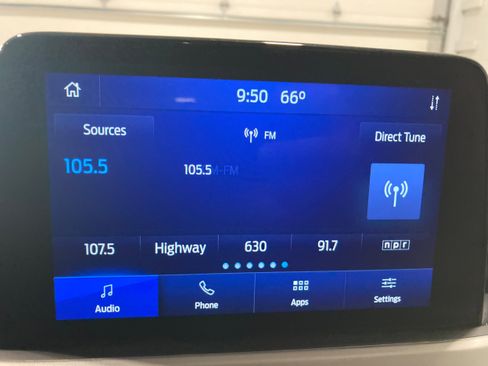 9:50 66°
Sources
FM
Direct Tune
105.5
105.5 M-FM
107.5 Highway 630 91.7 npr
Audio Phone Apps Settings